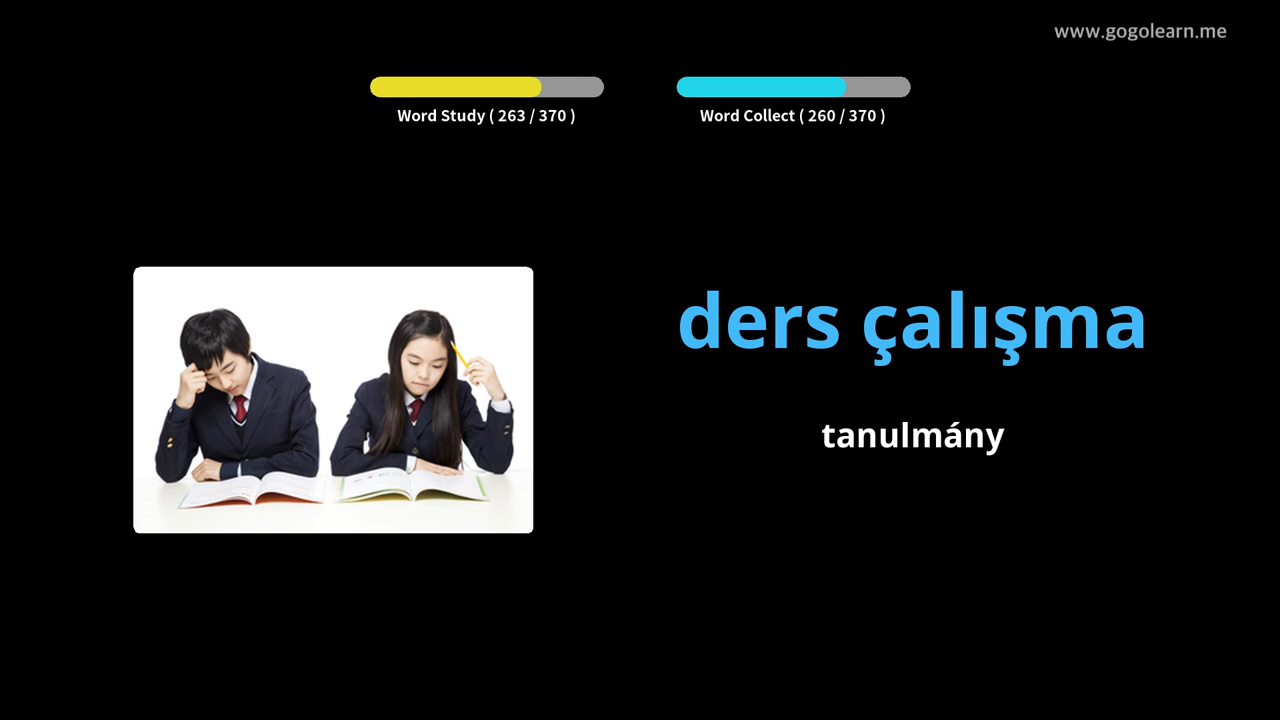 www.gogolearn.me
Word Study ( 263 / 370 )
Word Collect ( 260 / 370 )
ders çalışma
tanulmány